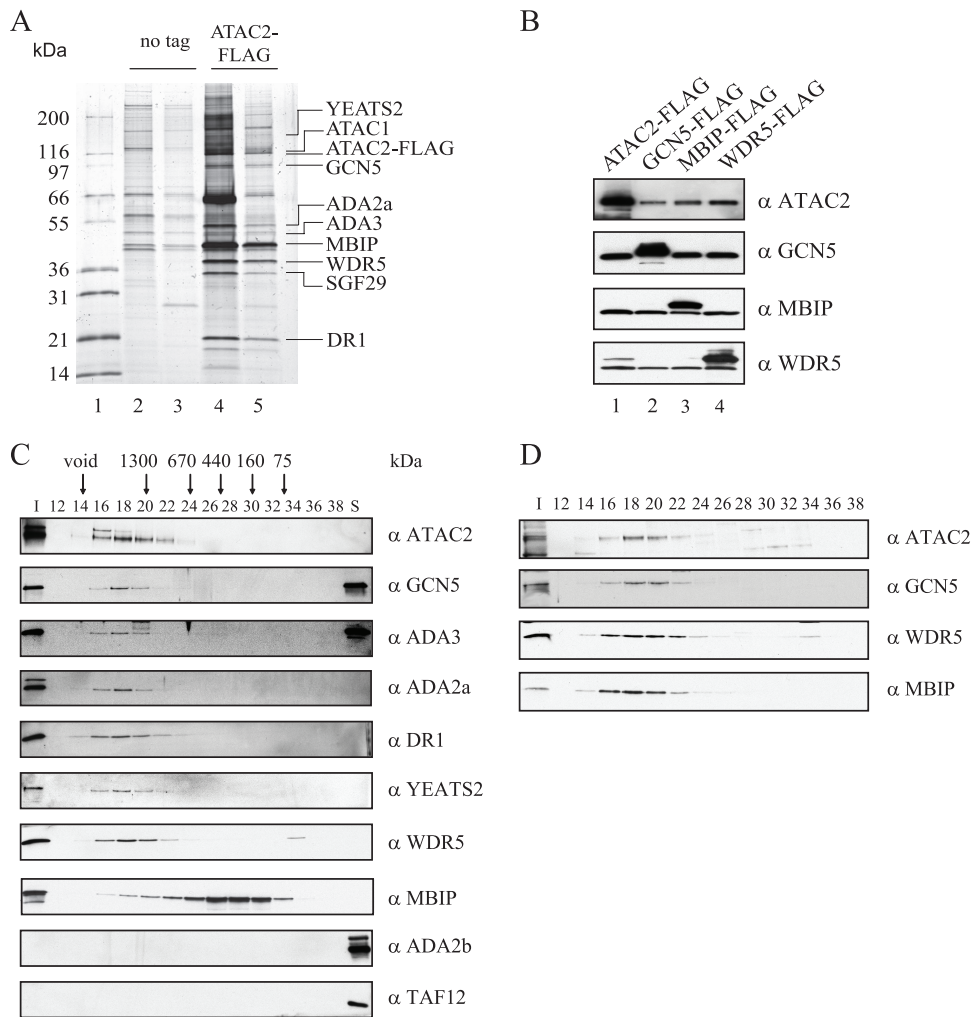 A
kDa
no tag
ATAC2-
FLAG
200
116
97
66
55
36
31
21
14
YEATS2
ATAC1
ATAC2-FLAG
GCN5
ADA2a
ADA3
MBIP
WDR5
SGF29
DR1
1 2 3 4 5
B
ATAC2-FLAG
GCN5-FLAG
MBIP-FLAG
WDR5-FLAG
α ATAC2
α GCN5
α MBIP
α WDR5
1 2 3 4
C
void 1300 670 440 160 75 kDa
I 12 14 16 18 20 22 24 26 28 30 32 34 36 38 S
α ATAC2
α GCN5
α ADA3
α ADA2a
α DR1
α YEATS2
α WDR5
α MBIP
α ADA2b
α TAF12
D
I 12 14 16 18 20 22 24 26 28 30 32 34 36 38
α ATAC2
α GCN5
α WDR5
α MBIP